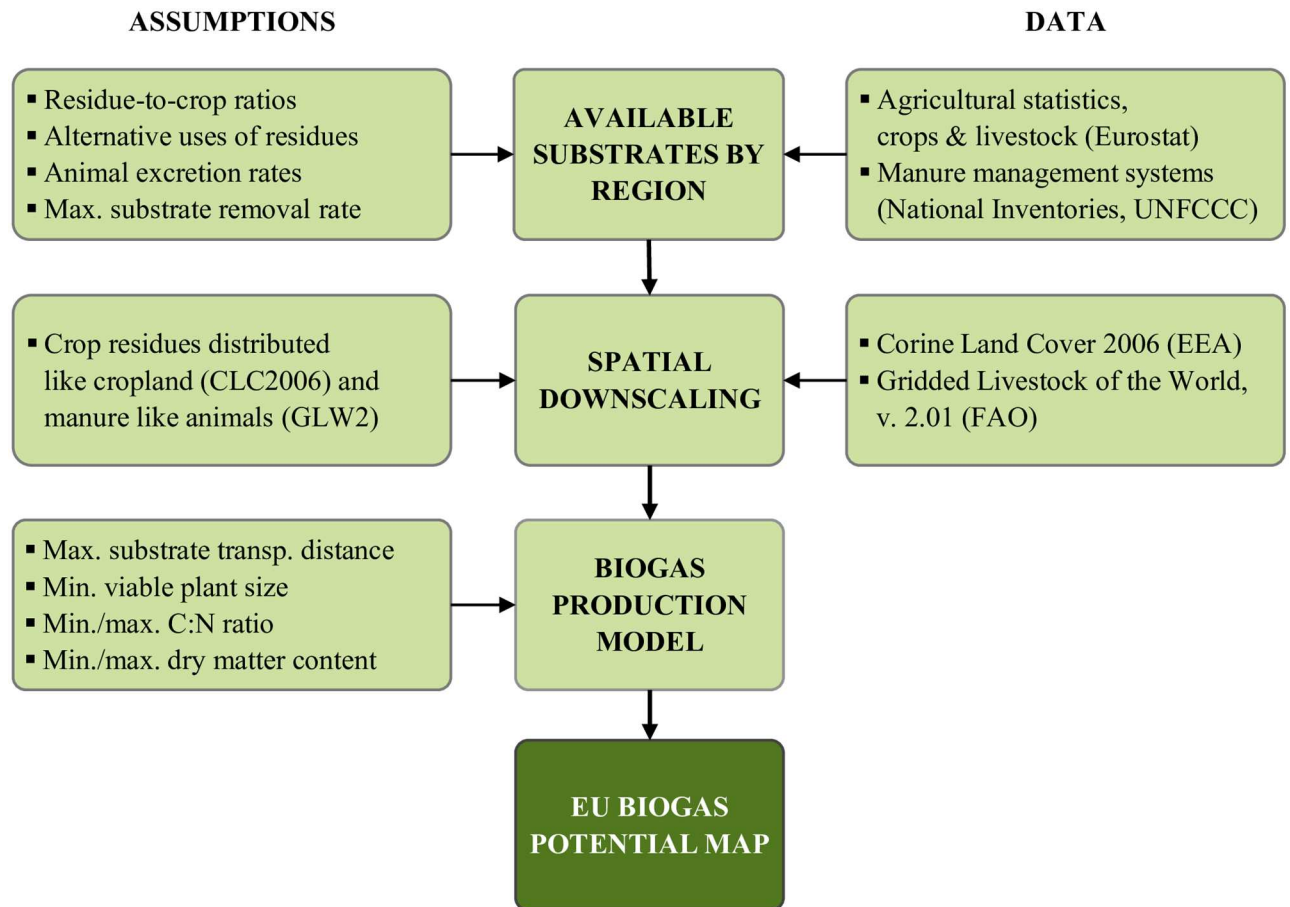 ASSUMPTIONS
DATA
▪ Residue-to-crop ratios
▪ Alternative uses of residues
▪ Animal excretion rates
▪ Max. substrate removal rate
AVAILABLE
SUBSTRATES BY
REGION
▪ Agricultural statistics,
crops & livestock (Eurostat)
▪ Manure management systems
(National Inventories, UNFCCC)
▪ Crop residues distributed
like cropland (CLC2006) and
manure like animals (GLW2)
SPATIAL
DOWNSCALING
▪ Corine Land Cover 2006 (EEA)
▪ Gridded Livestock of the World,
v. 2.01 (FAO)
▪ Max. substrate transp. distance
▪ Min. viable plant size
▪ Min./max. C:N ratio
▪ Min./max. dry matter content
BIOGAS
PRODUCTION
MODEL
EU BIOGAS
POTENTIAL MAP